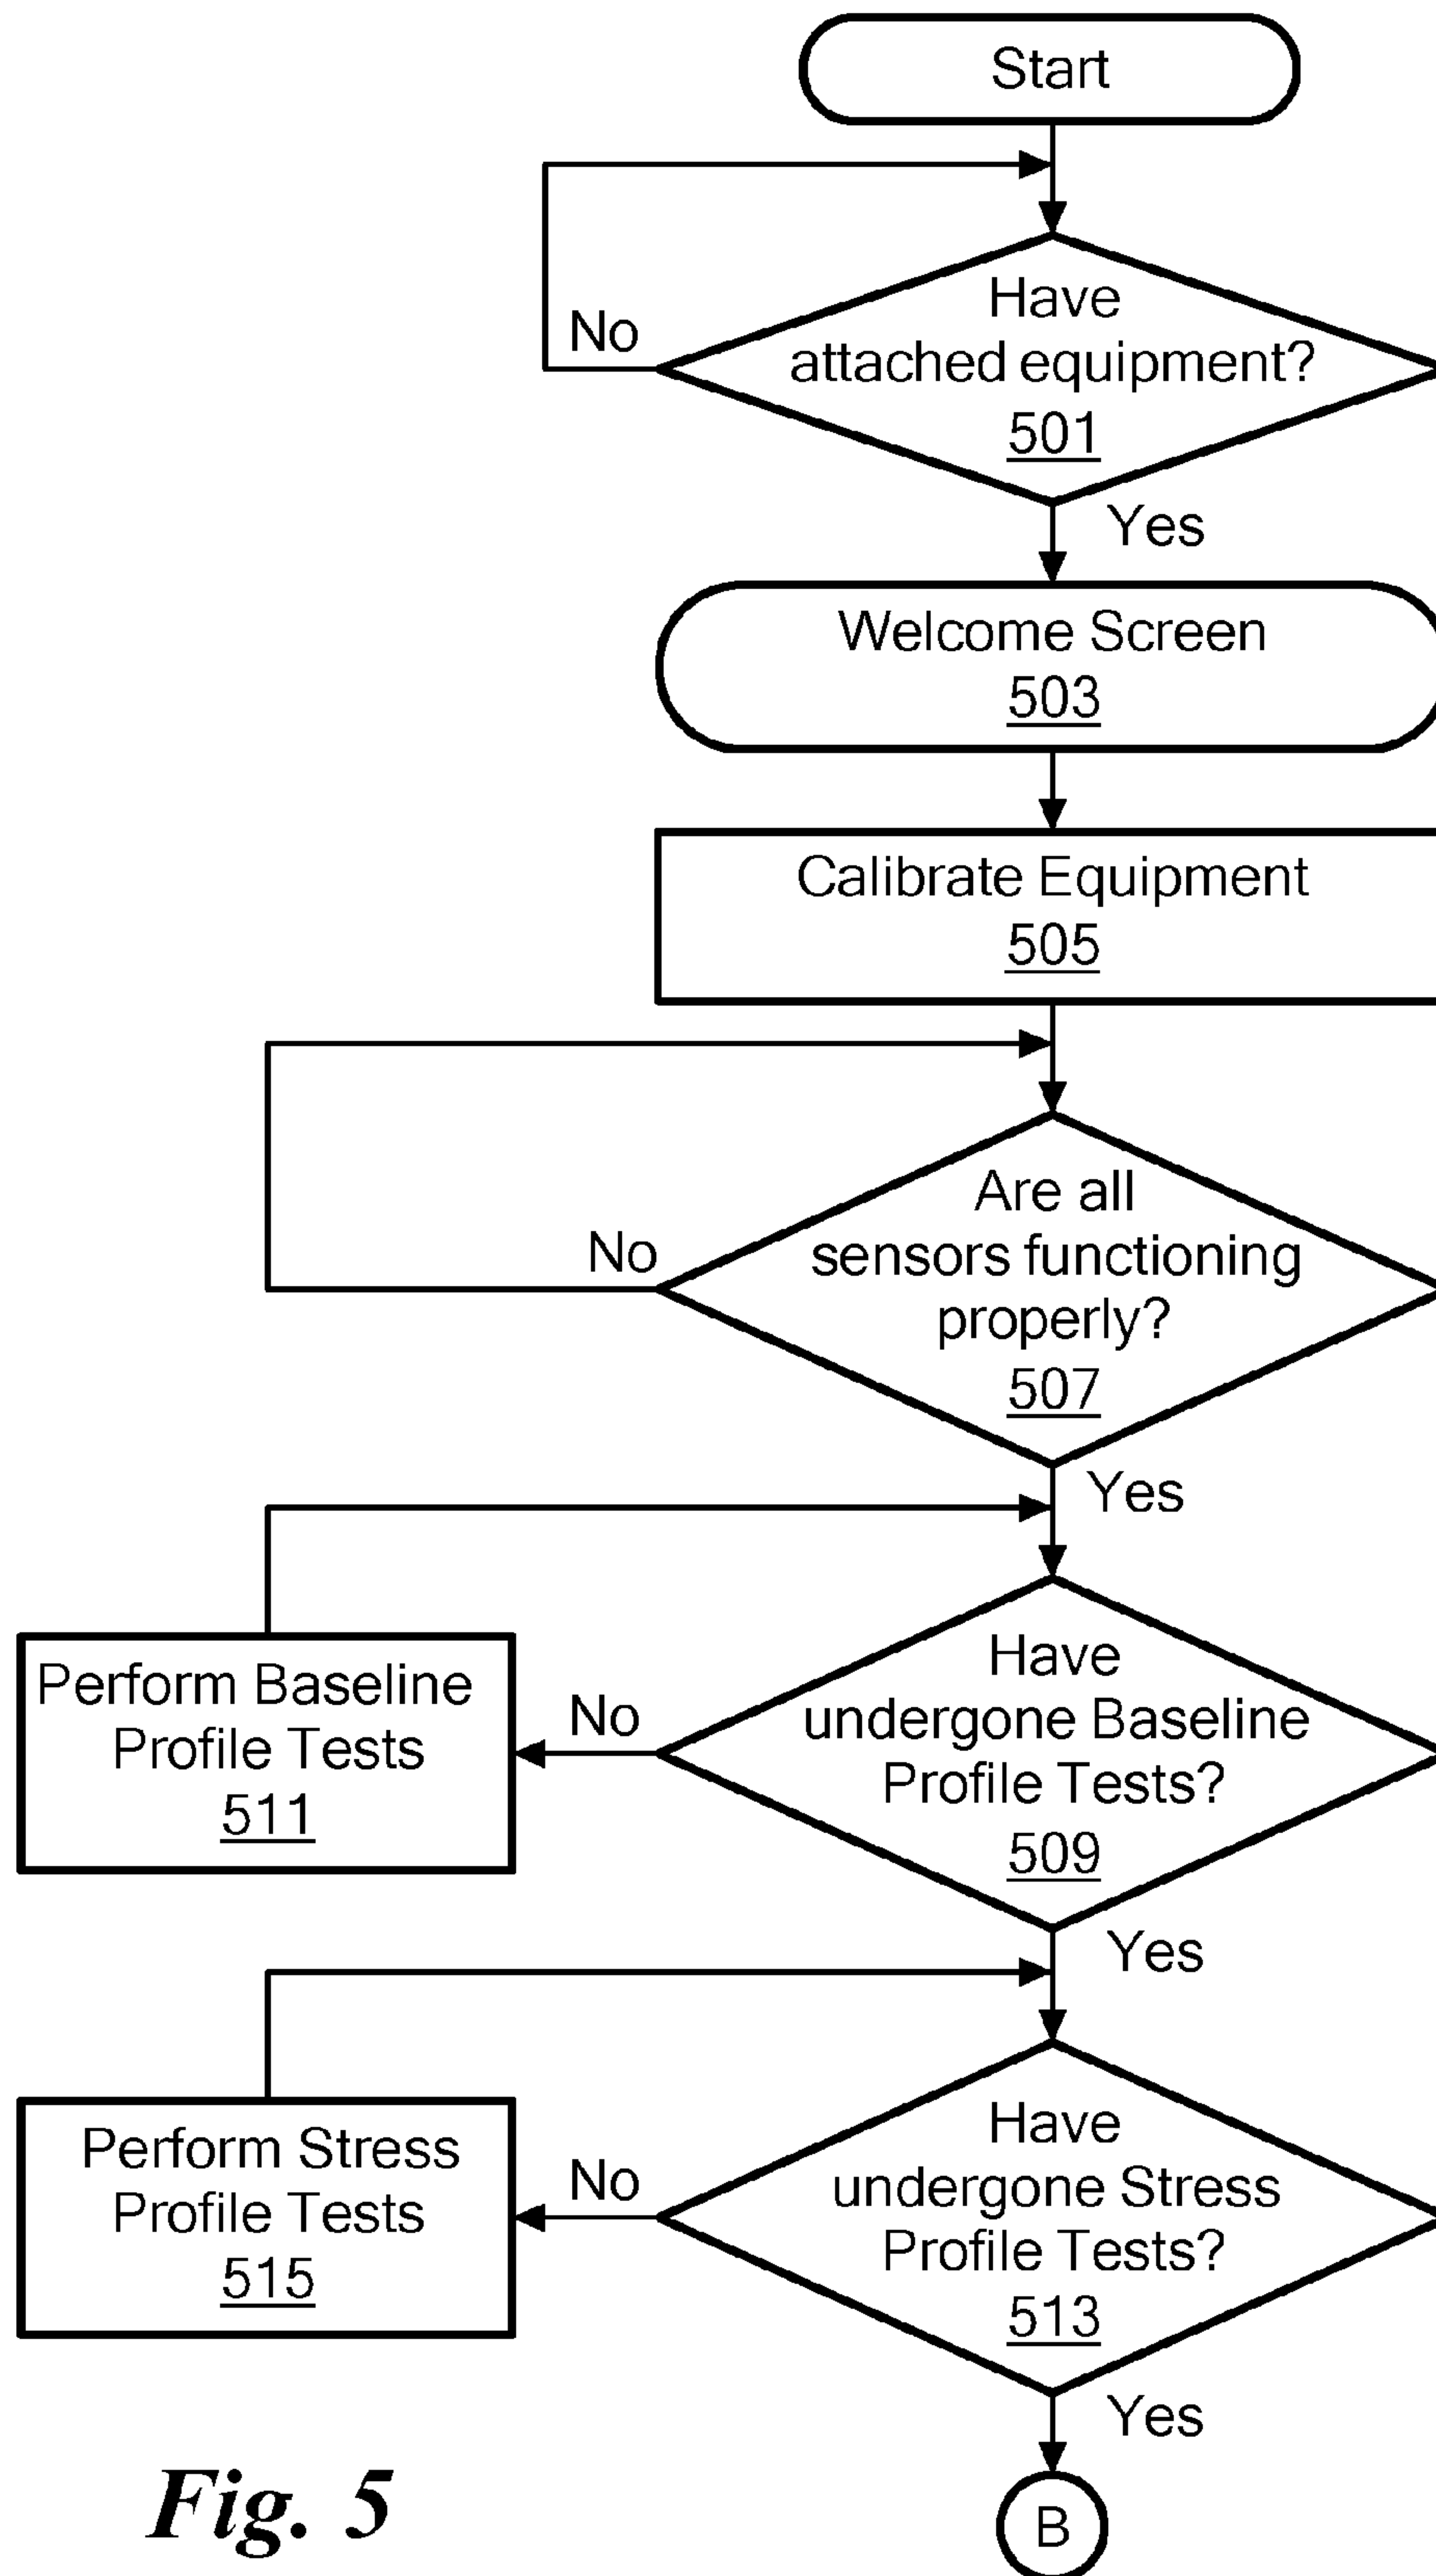 Start
Have
attached equipment?
501
No
Yes
Welcome Screen
503
Calibrate Equipment
505
Are all
sensors functioning
properly?
507
No
Yes
Have
undergone Baseline
Profile Tests?
509
No
Perform Baseline
Profile Tests
511
Yes
Have
undergone Stress
Profile Tests?
513
No
Perform Stress
Profile Tests
515
Yes
B
Fig. 5